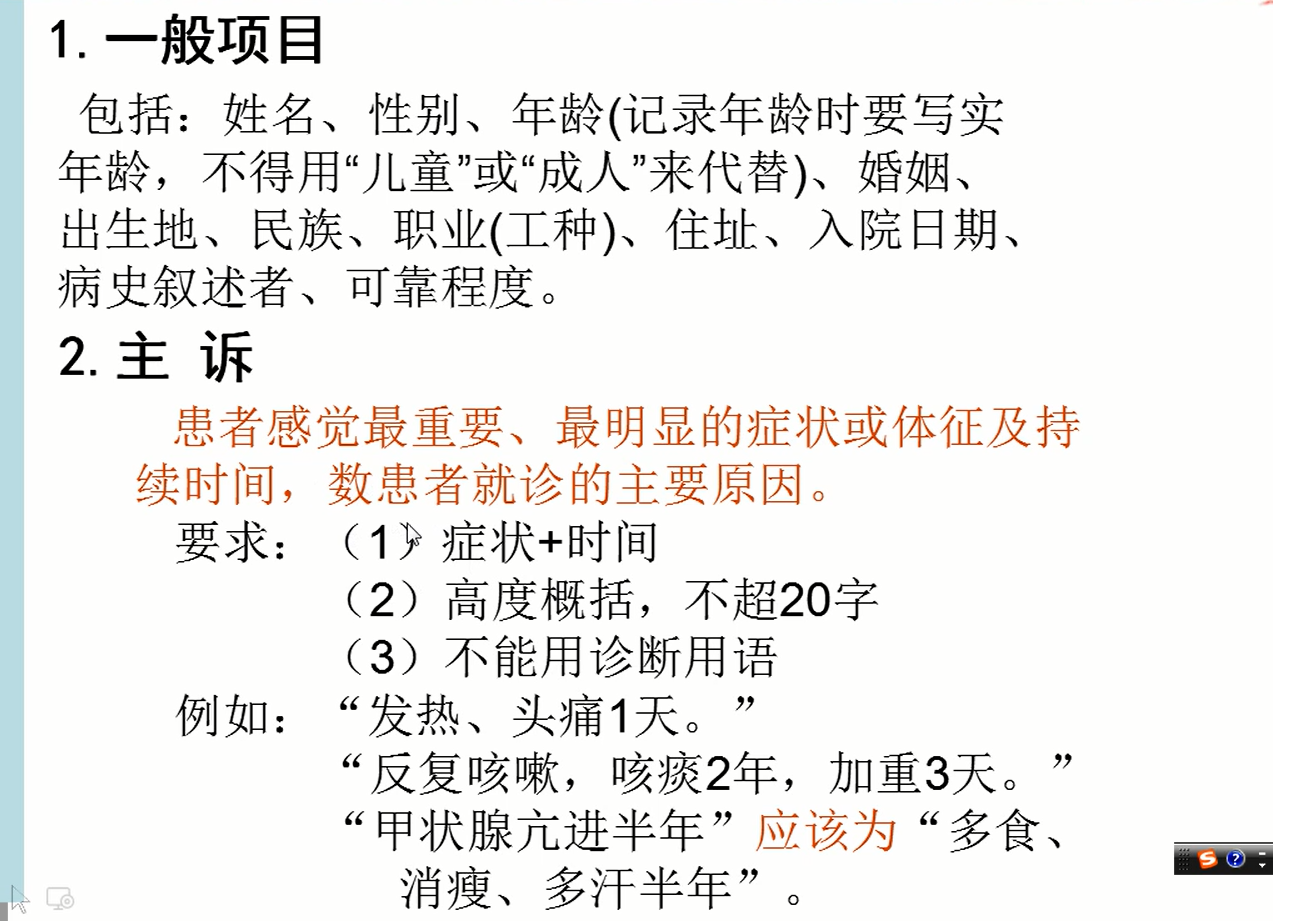 1.一般项目
包括：姓名、性别、年龄(记录年龄时要写实
年龄，不得用“儿童”或“成人”来代替)、婚姻、
出生地、民族、职业(工种)、住址、入院日期、
病史叙述者、可靠程度。
2.主 诉
患者感觉最重要、最明显的症状或体征及持
续时间，数患者就诊的主要原因。
要求：（1）症状+时间
（2）高度概括，不超20字
（3）不能用诊断用语
例如：“发热、头痛1天。”
“反复咳嗽，咳痰2年，加重3天。”
“甲状腺亢进半年”应该为“多食、
消瘦、多汗半年”。